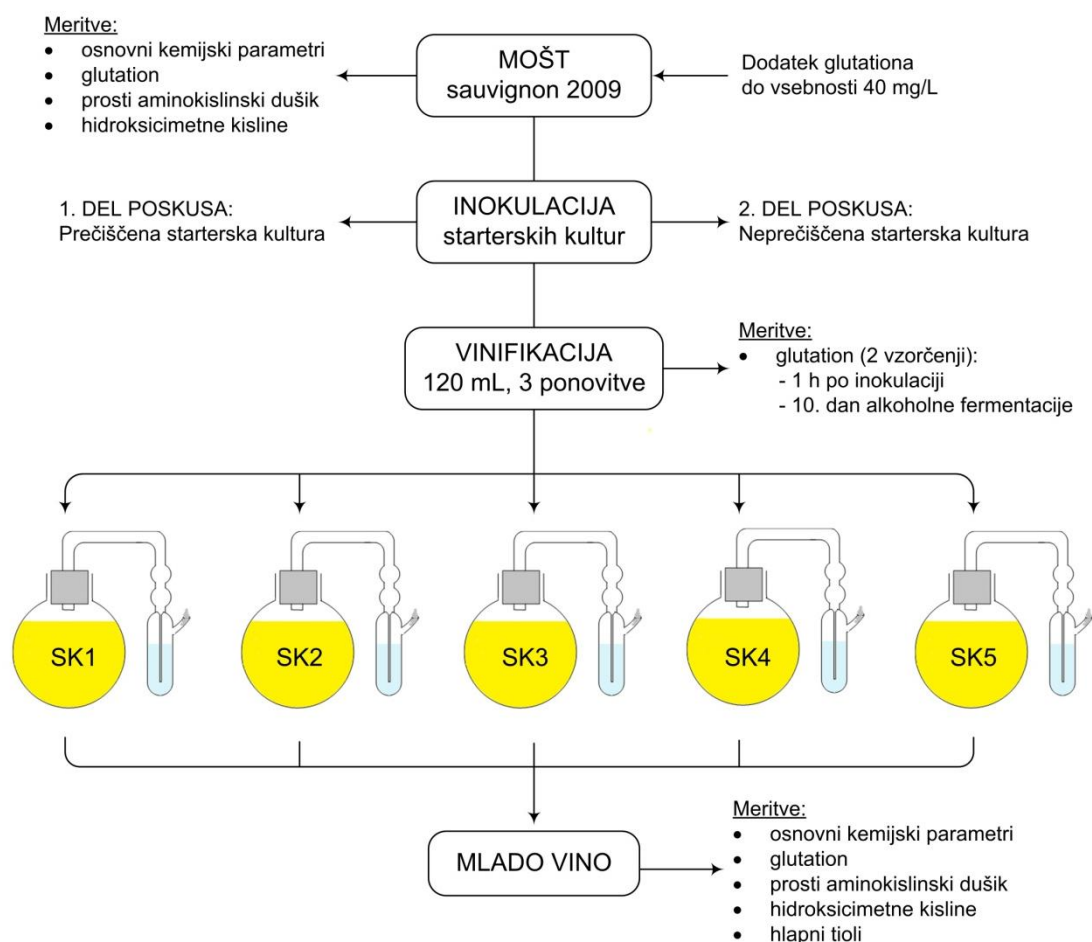 Meritve:
• osnovni kemijski parametri
• glutation
• prosti aminokislinski dušik
• hidroksicimetne kisline
MOŠT
sauvignon 2009
Dodatek glutationa
do vsebnosti 40 mg/L
1. DEL POSKUSA:
Prečiščena starterska kultura
INOKULACIJA
starterskih kultur
2. DEL POSKUSA:
Neprečiščena starterska kultura
VINIFIKACIJA
120 mL, 3 ponovitve
Meritve:
• glutation (2 vzorčenji):
- 1 h po inokulaciji
- 10. dan alkoholne fermentacije
SK1
SK2
SK3
SK4
SK5
MLADO VINO
Meritve:
• osnovni kemijski parametri
• glutation
• prosti aminokislinski dušik
• hidroksicimetne kisline
• hlapni tioli